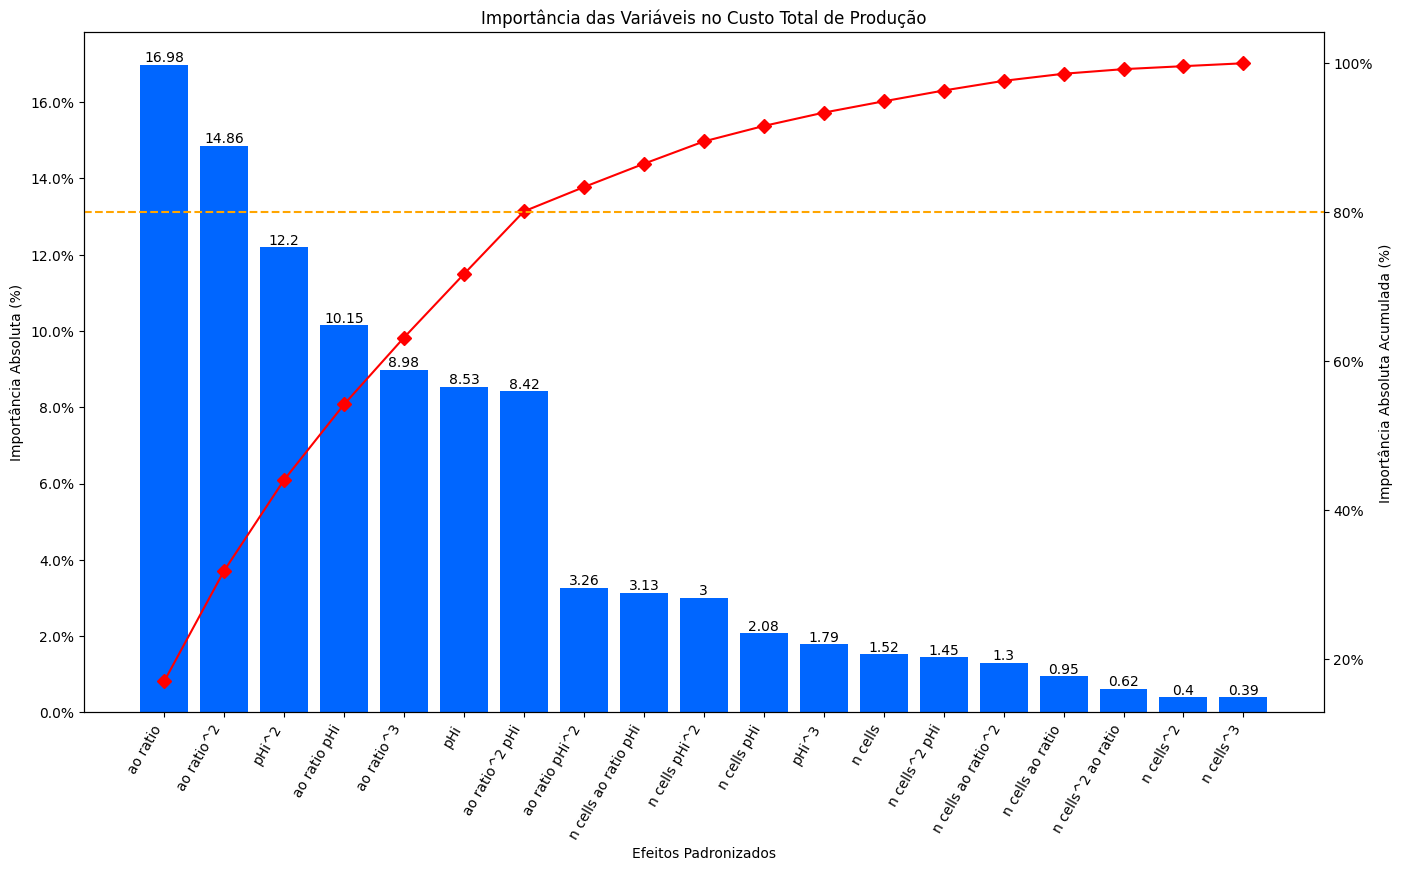 Importância das Variáveis no Custo Total de Produção
Importância Absoluta (%)
16.0%
14.0%
12.0%
10.0%
8.0%
6.0%
4.0%
2.0%
0.0%
16.98
14.86
12.2
10.15
8.98
8.53
8.42
3.26
3.13
3
2.08
1.79
1.52
1.45
1.3
0.95
0.62
0.4
0.39
100%
80%
60%
40%
20%
Importância Absoluta Acumulada (%)
ao ratio
ao ratio^2
pHi^2
ao ratio pHi
ao ratio^3
pHi
ao ratio^2 pHi
ao ratio pHi^2
n cells ao ratio pHi
n cells pHi^2
n cells pHi
pHi^3
n cells
n cells^2 pHi
n cells ao ratio^2
n cells ao ratio
n cells^2 ao ratio
n cells^2
n cells^3
Efeitos Padronizados